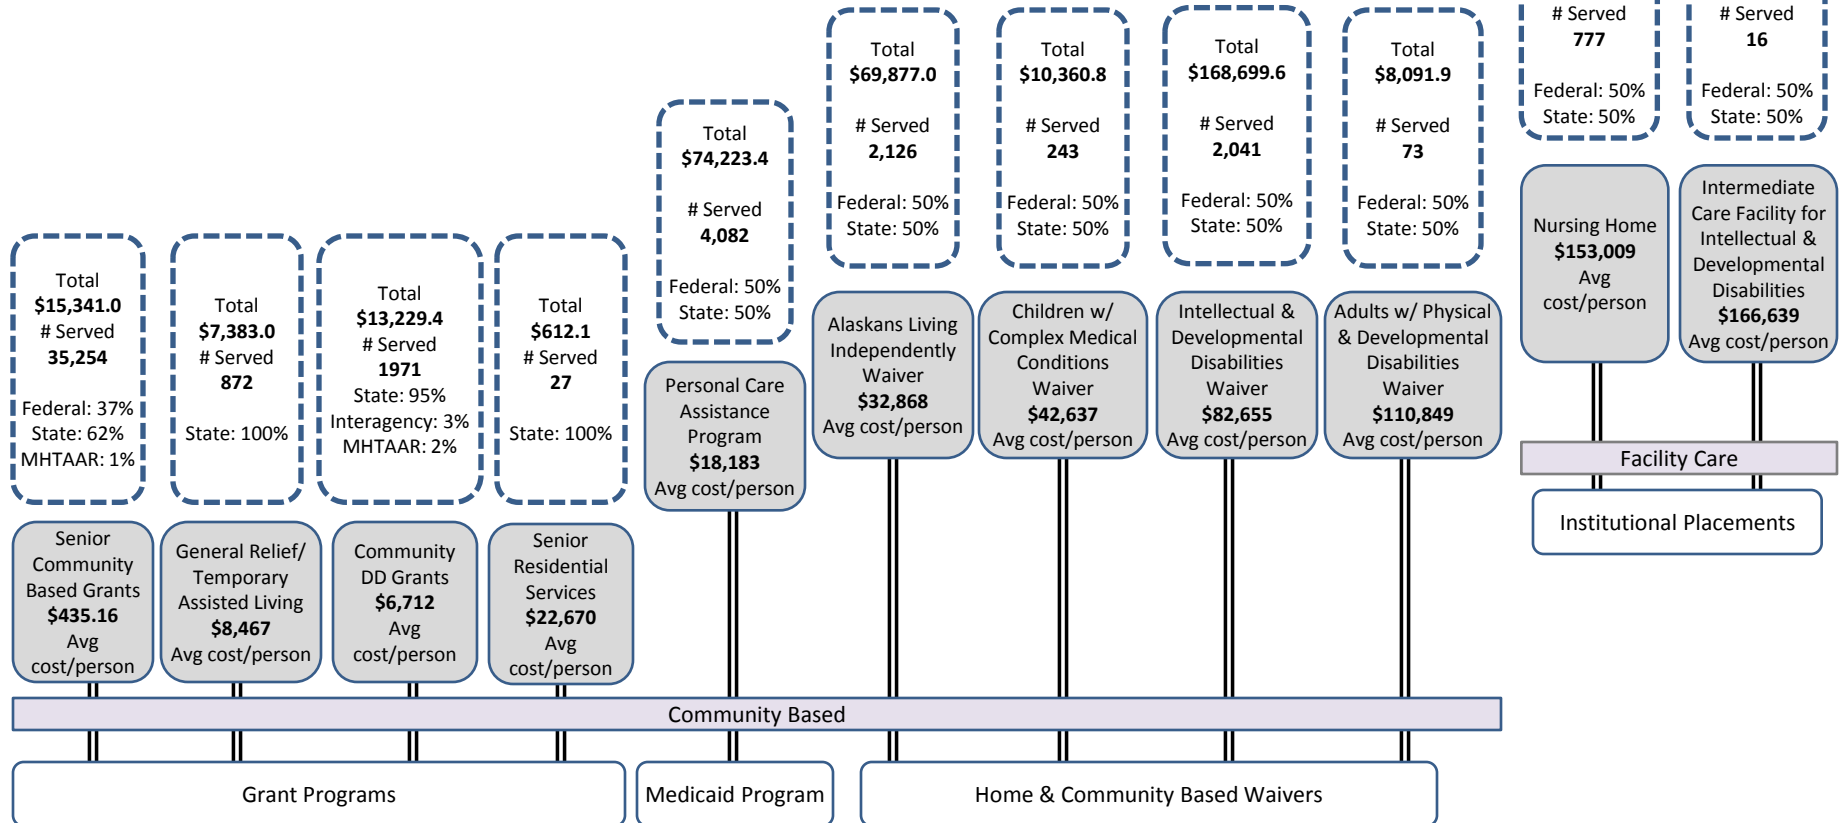 Total
$15,341.0
# Served
35,254
Federal: 37%
State: 62%
MHTAAR: 1%
Senior
Community
Based Grants
$435.16
Avg
cost/person
Total
$7,383.0
# Served
872
State: 100%
General Relief/
Temporary
Assisted Living
$8,467
Avg cost/person
Total
$13,229.4
# Served
1971
State: 95%
Interagency: 3%
MHTAAR: 2%
Community
DD Grants
$6,712
Avg
cost/person
Total
$612.1
# Served
27
State: 100%
Senior
Residential
Services
$22,670
Avg
cost/person
Total
$74,223.4
# Served
4,082
Federal: 50%
State: 50%
Personal Care
Assistance
Program
$18,183
Avg cost/person
Total
$69,877.0
# Served
2,126
Federal: 50%
State: 50%
Alaskans Living
Independently
Waiver
$32,868
Avg cost/person
Total
$10,360.8
# Served
243
Federal: 50%
State: 50%
Children w/
Complex Medical
Conditions
Waiver
$42,637
Avg cost/person
Total
$168,699.6
# Served
2,041
Federal: 50%
State: 50%
Intellectual &
Developmental
Disabilities
Waiver
$82,655
Avg cost/person
Total
$8,091.9
# Served
73
Federal: 50%
State: 50%
Adults w/ Physical
& Developmental
Disabilities
Waiver
$110,849
Avg cost/person
# Served
777
Federal: 50%
State: 50%
Nursing Home
$153,009
Avg
cost/person
# Served
16
Federal: 50%
State: 50%
Intermediate
Care Facility for
Intellectual &
Developmental
Disabilities
$166,639
Avg cost/person
Facility Care
Institutional Placements
Community Based
Grant Programs
Medicaid Program
Home & Community Based Waivers